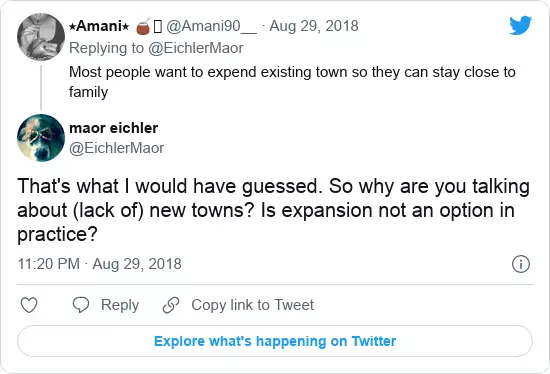 ⭑Amani⭑ 🧉 ▯ @Amani90__ · Aug 29, 2018
Replying to @EichlerMaor
Most people want to expend existing town so they can stay close to
family
maor eichler
@EichlerMaor
That's what I would have guessed. So why are you talking
about (lack of) new towns? Is expansion not an option in
practice?
11:20 PM · Aug 29, 2018
Reply
Copy link to Tweet
Explore what's happening on Twitter